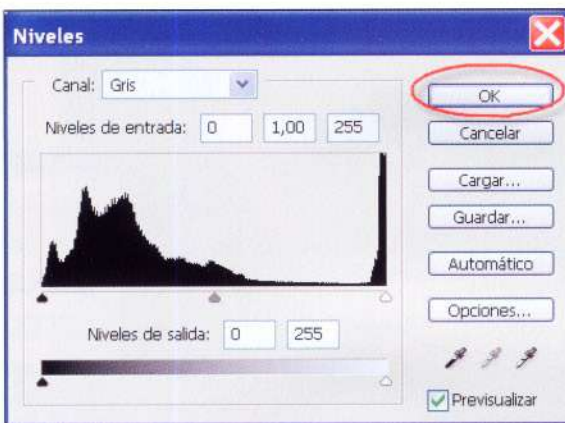 Niveles
Canal: Gris
OK
Niveles de entrada: 0 1,00 255
Cancelar
Cargar...
Guardar...
Automático
Opciones...
Niveles de salida: 0 255
Previsualizar